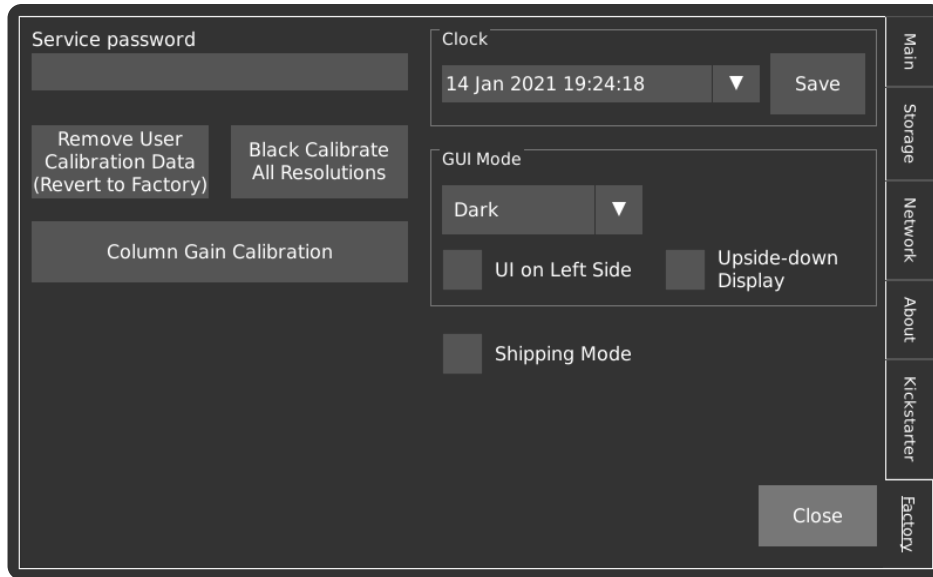 Service password
Remove User
Calibration Data
(Revert to Factory)
Black Calibrate
All Resolutions
Column Gain Calibration
Clock
14 Jan 2021 19:24:18
Save
GUI Mode
Dark
UI on Left Side
Upside-down
Display
Shipping Mode
Close
Main
Storage
Network
About
Kickstarter
Factory